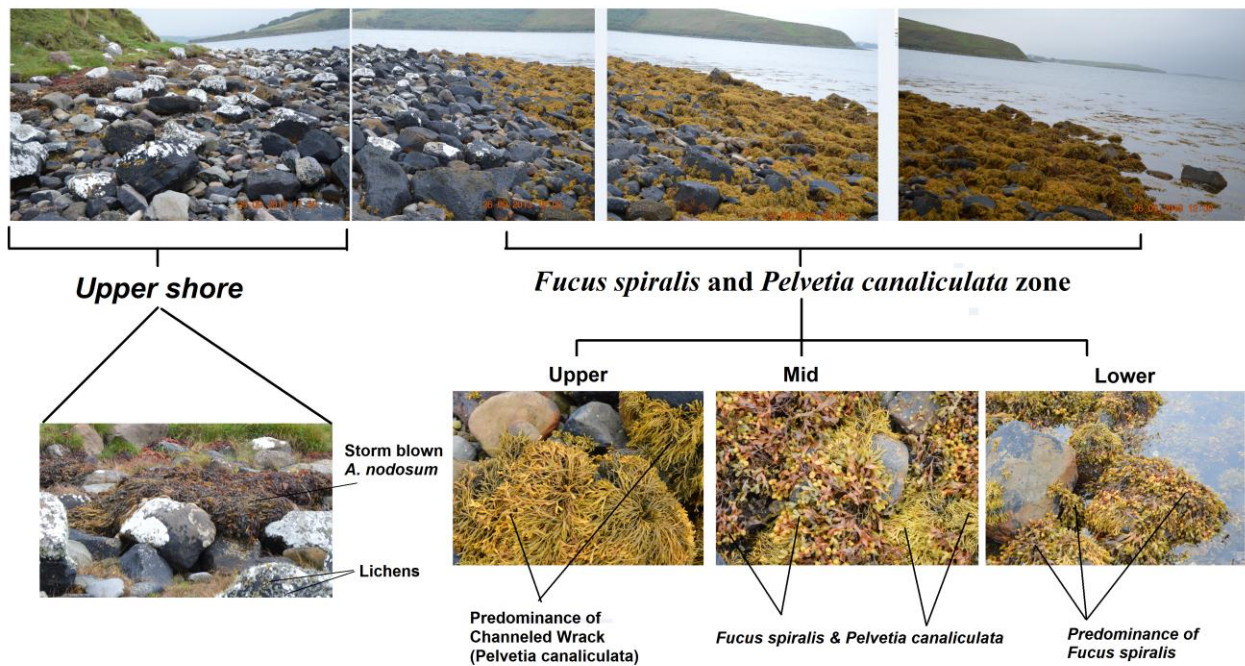 Upper shore
Fucus spiralis and Pelvetia canaliculata zone
Upper
Mid
Lower
Storm blown
A. nodosum
Lichens
Predominance of
Channeled Wrack
(Pelvetia canaliculata)
Fucus spiralis & Pelvetia canaliculata
Predominance of
Fucus spiralis